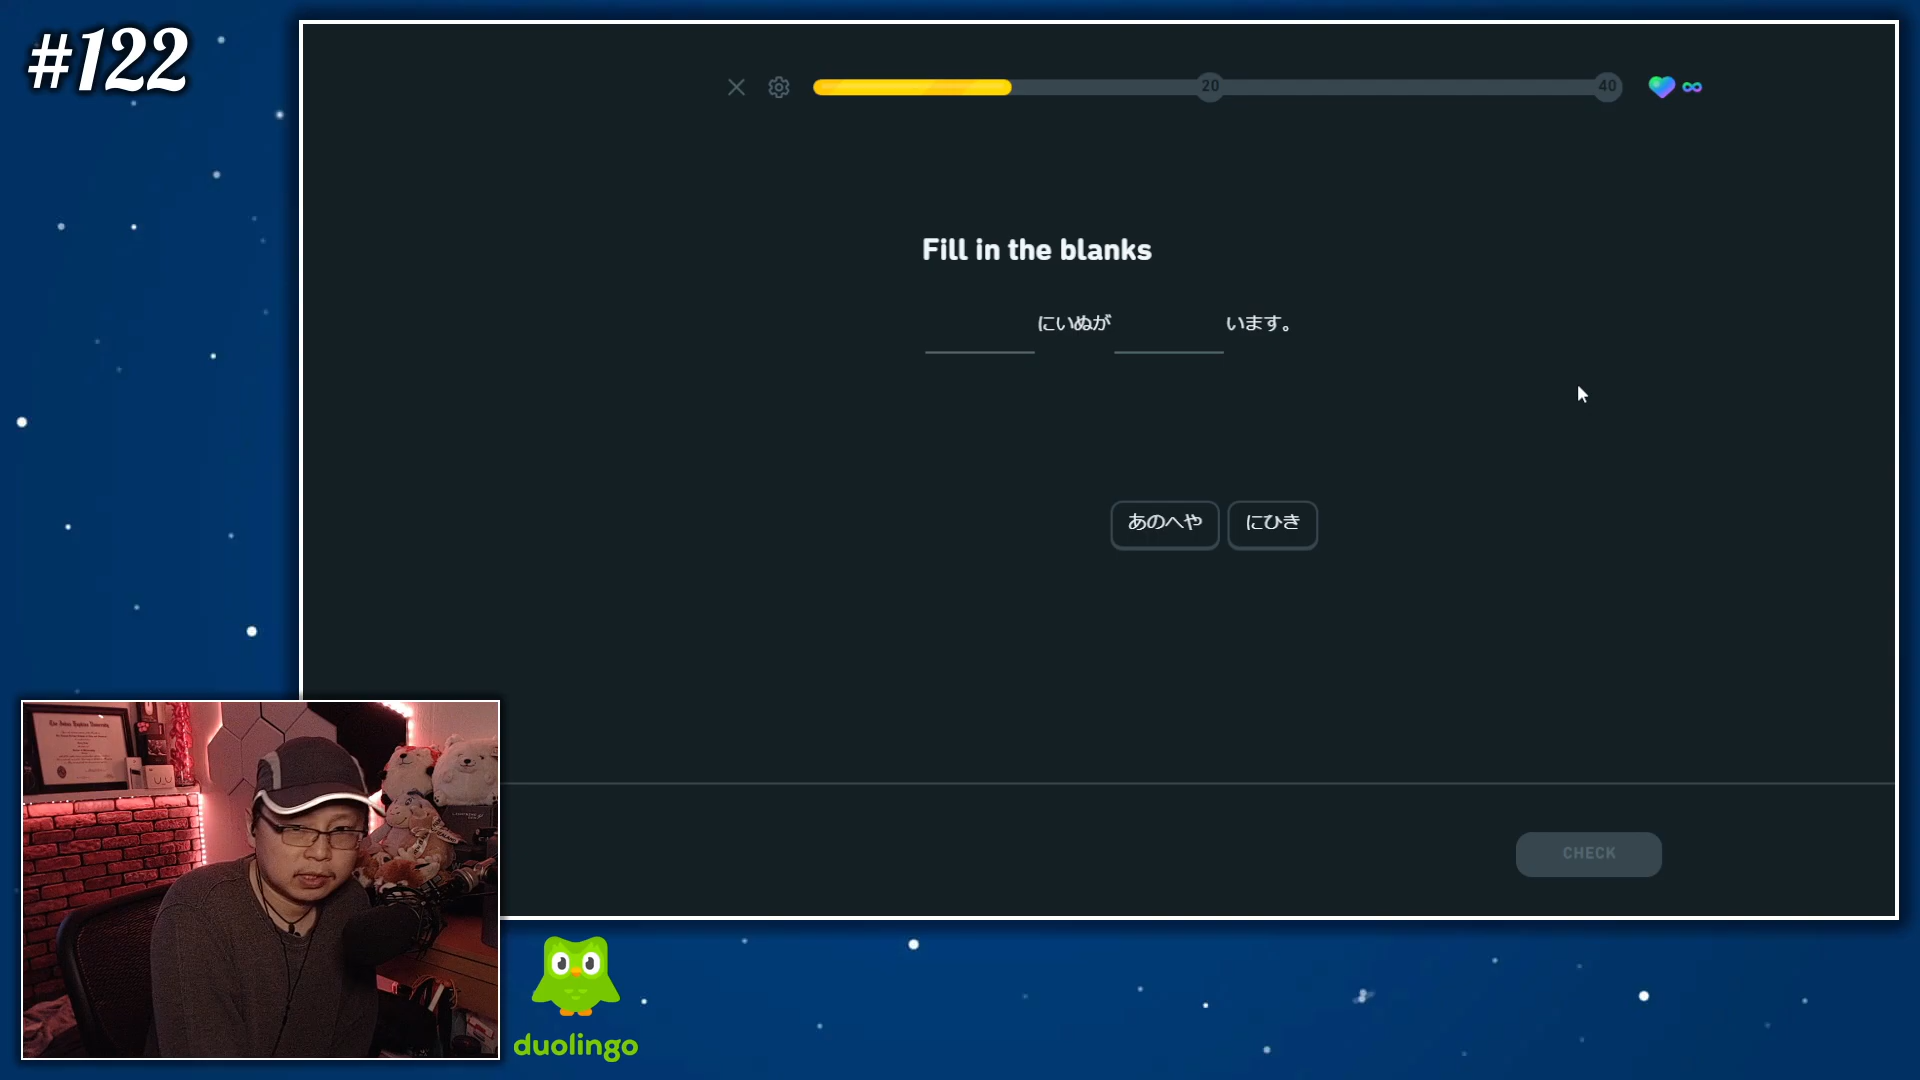 #122
20
40
Fill in the blanks
にいぬが います。
あのへや
にひき
CHECK
duolingo